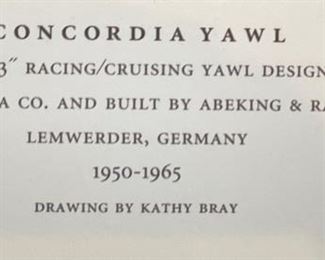 CONCORDIA YAWL
3" RACING/CRUISING YAWL DESIGN
A CO. AND BUILT BY ABEKING & RA
LEMWERDER, GERMANY
1950-1965
DRAWING BY KATHY BRAY